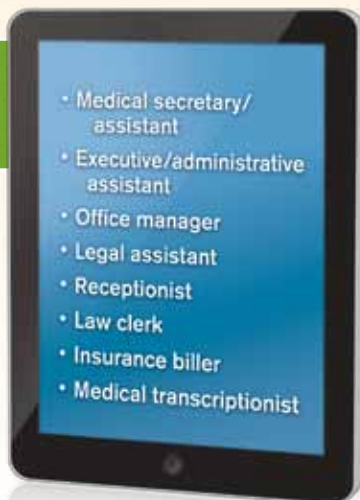 • Medical secretary/
assistant
• Executive/administrative
assistant
• Office manager
• Legal assistant
• Receptionist
• Law clerk
• Insurance biller
• Medical transcriptionist